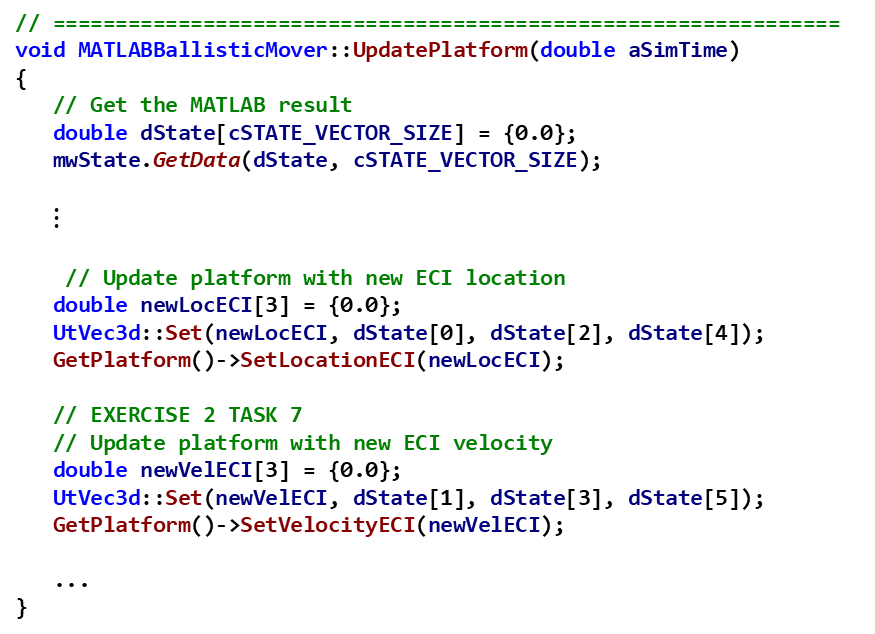 // ===============================================================
void MATLABBallisticMover::UpdatePlatform(double aSimTime)
{
// Get the MATLAB result
double dState[cSTATE_VECTOR_SIZE] = {0.0};
mwState.GetData(dState, cSTATE_VECTOR_SIZE);
⋮
// Update platform with new ECI location
double newLocECI[3] = {0.0};
UtVec3d::Set(newLocECI, dState[0], dState[2], dState[4]);
GetPlatform()->SetLocationECI(newLocECI);
// EXERCISE 2 TASK 7
// Update platform with new ECI velocity
double newVelECI[3] = {0.0};
UtVec3d::Set(newVelECI, dState[1], dState[3], dState[5]);
GetPlatform()->SetVelocityECI(newVelECI);
...
}